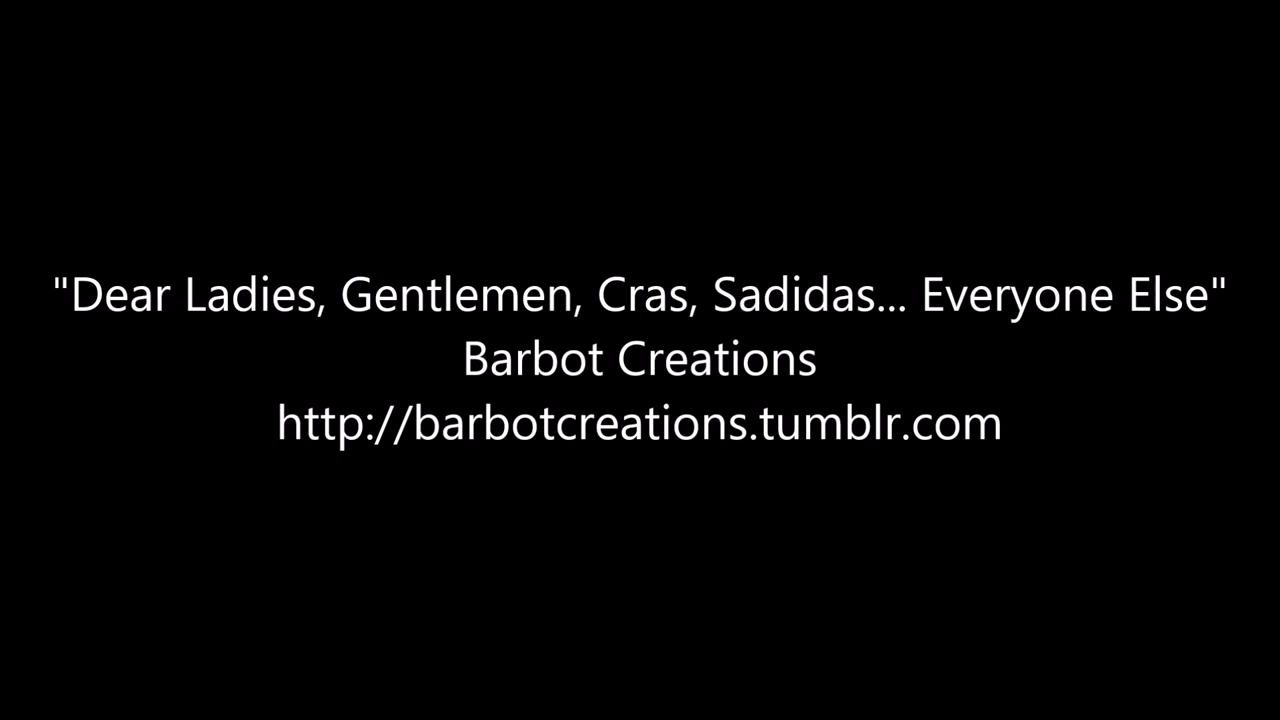 "Dear Ladies, Gentlemen, Cras, Sadidas... Everyone Else"
Barbot Creations
http://barbotcreations.tumblr.com